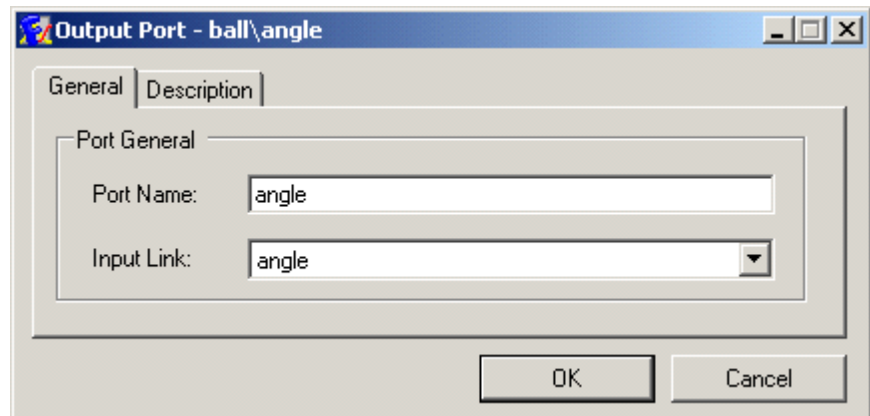 Output Port - ball\angle
General Description
Port General
Port Name: angle
Input Link: angle
OK Cancel